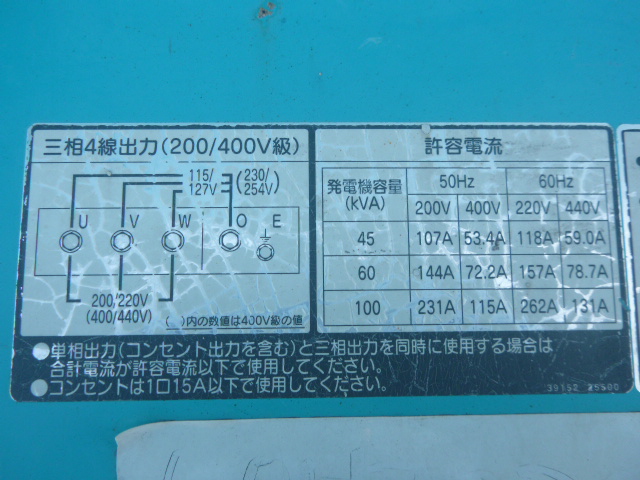 三相4線出力(200/400V級)
115/
127V
(230/
254V)
U V W O E
200/220V
(400/440V)
( )内の数値は400V級の値
許容電流
発電機容量
(kVA)
50Hz 60Hz
200V 400V 220V 440V
45 107A 53.4A 118A 59.0A
60 144A 72.2A 157A 78.7A
100 231A 115A 262A 131A
●単相出力(コンセント出力を含む)と三相出力を同時に使用する場合は
合計電流が許容電流以下で使用してください。
●コンセントは1口15A以下で使用してください。
39152 25500